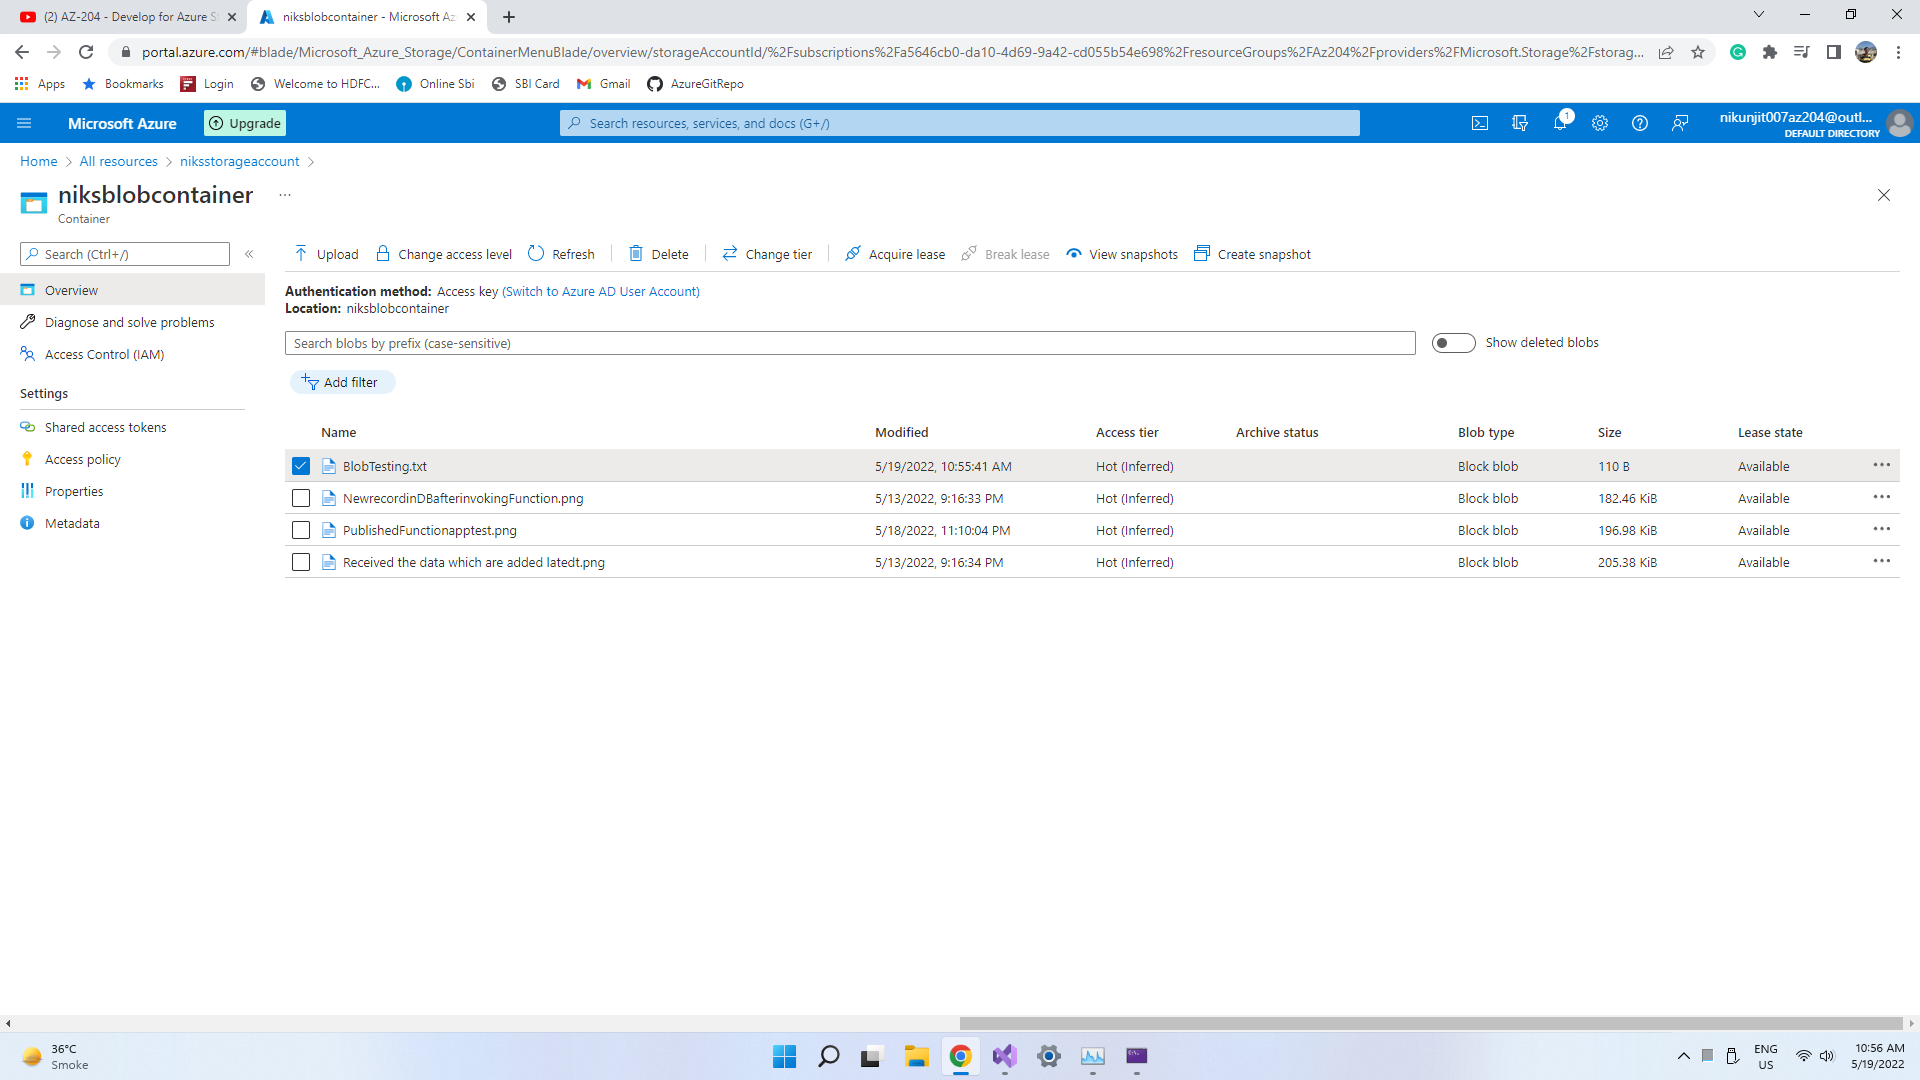 (2) AZ-204 - Develop for Azure S
niksblobcontainer - Microsoft Az
portal.azure.com/#blade/Microsoft_Azure_Storage/ContainerMenuBlade/overview/storageAccountId/%2Fsubscriptions%2Fa5646cb0-da10-4d69-9a42-cd055b54e698%2FresourceGroups%2FAz204%2Fproviders%2FMicrosoft.Storage%2Fstorag...
Apps Bookmarks Login Welcome to HDFC... Online Sbi SBI Card Gmail AzureGitRepo
Microsoft Azure Upgrade Search resources, services, and docs (G+/) 1 nikunjit007az204@outl...
DEFAULT DIRECTORY
Home > All resources > niksstorageaccount >
niksblobcontainer ...
Container
Search (Ctrl+/) «
Upload Change access level Refresh Delete Change tier Acquire lease Break lease View snapshots Create snapshot
Overview
Diagnose and solve problems
Access Control (IAM)
Settings
Shared access tokens
Access policy
Properties
Metadata
Authentication method: Access key (Switch to Azure AD User Account)
Location: niksblobcontainer
Search blobs by prefix (case-sensitive) Show deleted blobs
Add filter
Name Modified Access tier Archive status Blob type Size Lease state
BlobTesting.txt 5/19/2022, 10:55:41 AM Hot (Inferred) Block blob 110 B Available ...
NewrecordinDBafterinvokingFunction.png 5/13/2022, 9:16:33 PM Hot (Inferred) Block blob 182.46 KiB Available ...
PublishedFunctionapptest.png 5/18/2022, 11:10:04 PM Hot (Inferred) Block blob 196.98 KiB Available ...
Received the data which are added latedt.png 5/13/2022, 9:16:34 PM Hot (Inferred) Block blob 205.38 KiB Available ...
36°C
Smoke
ENG
US
10:56 AM
5/19/2022